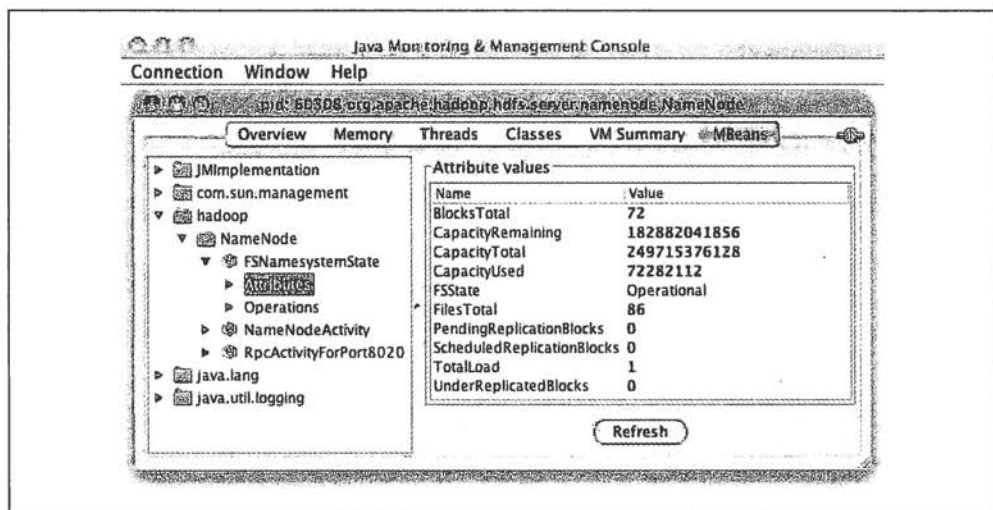 Java Monitoring & Management Console
Connection Window Help
pid: 60308 org.apache.hadoop.hdfs.server.namenode.NameNode
Overview Memory Threads Classes VM Summary MBeans
JMImplementation
com.sun.management
hadoop
NameNode
FSNamesystemState
Attributes
Operations
NameNodeActivity
RpcActivityForPort8020
java.lang
java.util.logging
Attribute values
Name Value
BlocksTotal 72
CapacityRemaining 182882041856
CapacityTotal 249715376128
CapacityUsed 72282112
FSState Operational
FilesTotal 86
PendingReplicationBlocks 0
ScheduledReplicationBlocks 0
TotalLoad 1
UnderReplicatedBlocks 0
Refresh